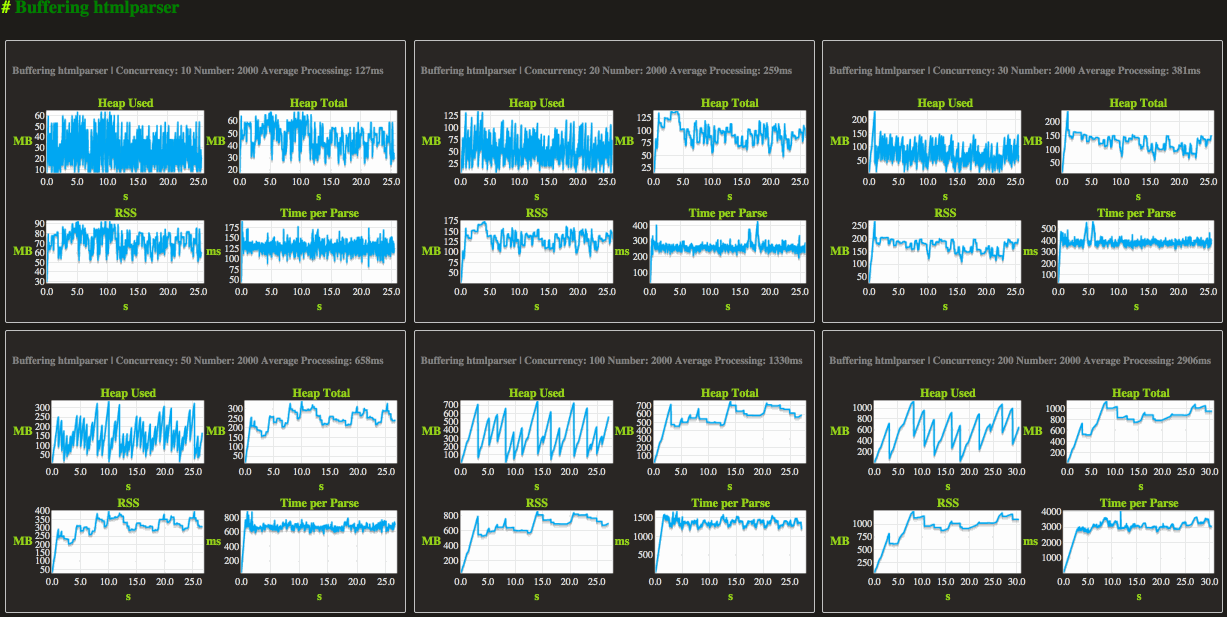 # Buffering htmlparser
Buffering htmlparser | Concurrency: 10 Number: 2000 Average Processing: 127ms
Heap Used
MB
60
50
40
30
20
10
0.0 5.0 10.0 15.0 20.0 25.0
s
Heap Total
MB
60
50
40
30
20
0.0 5.0 10.0 15.0 20.0 25.0
s
RSS
MB
90
80
70
60
50
40
30
0.0 5.0 10.0 15.0 20.0 25.0
s
Time per Parse
ms
175
150
125
100
75
50
0.0 5.0 10.0 15.0 20.0 25.0
s
Buffering htmlparser | Concurrency: 20 Number: 2000 Average Processing: 259ms
Heap Used
MB
125
100
75
50
25
0.0 5.0 10.0 15.0 20.0 25.0
s
Heap Total
MB
125
100
75
50
25
0.0 5.0 10.0 15.0 20.0 25.0
s
RSS
MB
175
150
125
100
75
50
0.0 5.0 10.0 15.0 20.0 25.0
s
Time per Parse
ms
400
300
200
100
0.0 5.0 10.0 15.0 20.0 25.0
s
Buffering htmlparser | Concurrency: 30 Number: 2000 Average Processing: 381ms
Heap Used
MB
200
150
100
50
0.0 5.0 10.0 15.0 20.0 25.0
s
Heap Total
MB
200
150
100
50
0.0 5.0 10.0 15.0 20.0 25.0
s
RSS
MB
250
200
150
100
50
0.0 5.0 10.0 15.0 20.0 25.0
s
Time per Parse
ms
500
400
300
200
100
0.0 5.0 10.0 15.0 20.0 25.0
s
Buffering htmlparser | Concurrency: 50 Number: 2000 Average Processing: 658ms
Heap Used
MB
300
250
200
150
100
50
0.0 5.0 10.0 15.0 20.0 25.0
s
Heap Total
MB
300
250
200
150
100
50
0.0 5.0 10.0 15.0 20.0 25.0
s
RSS
MB
400
350
300
250
200
150
100
50
0.0 5.0 10.0 15.0 20.0 25.0
s
Time per Parse
ms
800
600
400
200
0.0 5.0 10.0 15.0 20.0 25.0
s
Buffering htmlparser | Concurrency: 100 Number: 2000 Average Processing: 1330ms
Heap Used
MB
700
600
500
400
300
200
100
0.0 5.0 10.0 15.0 20.0 25.0
s
Heap Total
MB
700
600
500
400
300
200
100
0.0 5.0 10.0 15.0 20.0 25.0
s
RSS
MB
800
600
400
200
0.0 5.0 10.0 15.0 20.0 25.0
s
Time per Parse
ms
1500
1000
500
0.0 5.0 10.0 15.0 20.0 25.0
s
Buffering htmlparser | Concurrency: 200 Number: 2000 Average Processing: 2906ms
Heap Used
MB
1000
800
600
400
200
0.0 5.0 10.0 15.0 20.0 25.0 30.0
s
Heap Total
MB
1000
800
600
400
200
0.0 5.0 10.0 15.0 20.0 25.0 30.0
s
RSS
MB
1000
750
500
250
0.0 5.0 10.0 15.0 20.0 25.0 30.0
s
Time per Parse
ms
4000
3000
2000
1000
0.0 5.0 10.0 15.0 20.0 25.0 30.0
s